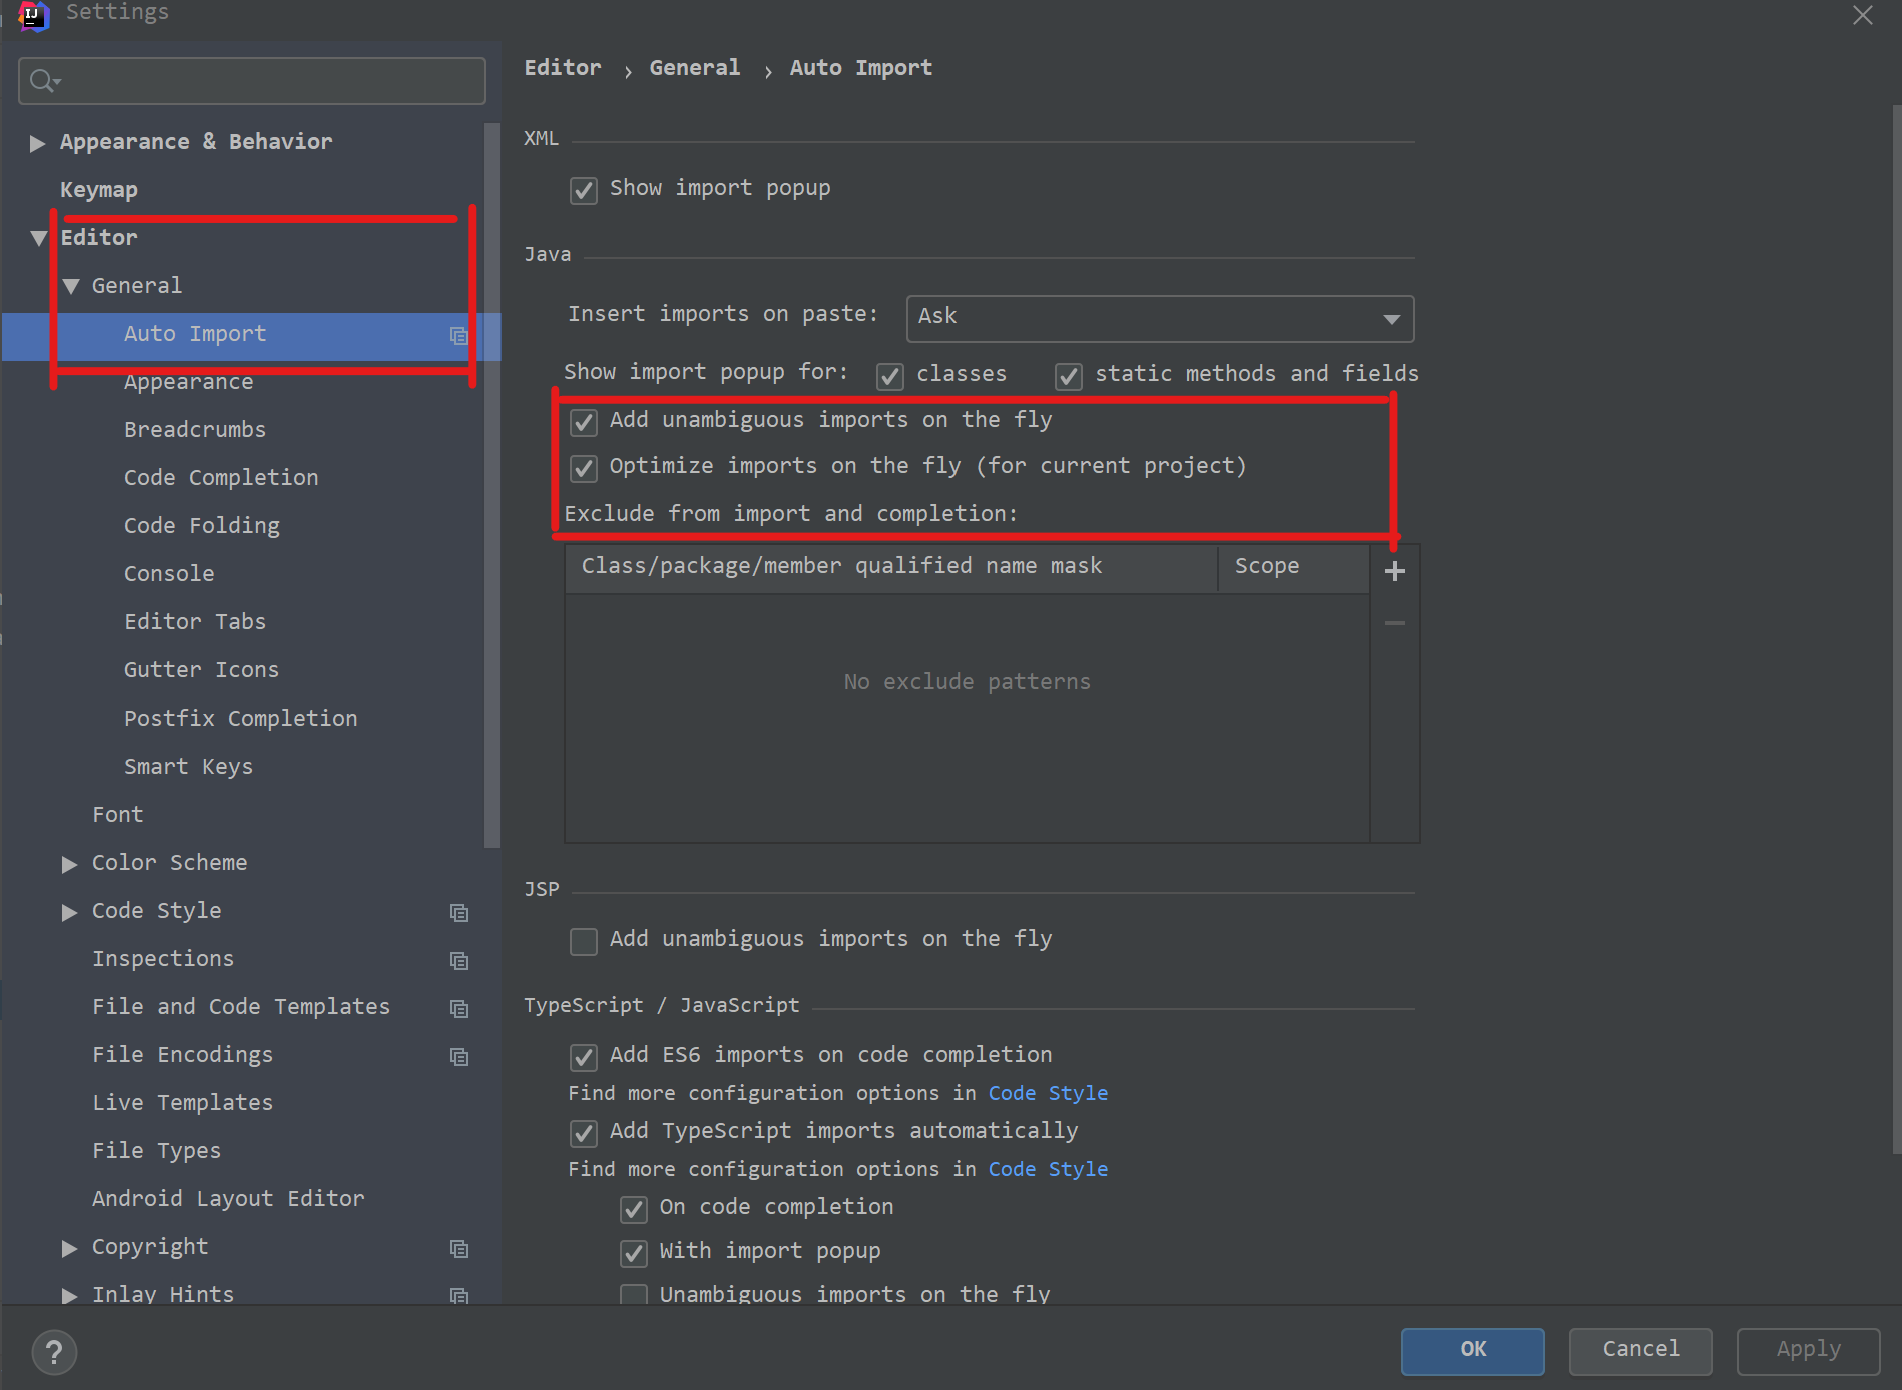 Settings
Appearance & Behavior
Keymap
Editor
General
Auto Import
Appearance
Breadcrumbs
Code Completion
Code Folding
Console
Editor Tabs
Gutter Icons
Postfix Completion
Smart Keys
Font
Color Scheme
Code Style
Inspections
File and Code Templates
File Encodings
Live Templates
File Types
Android Layout Editor
Copyright
Inlay Hints
Editor › General › Auto Import
XML
Show import popup
Java
Insert imports on paste: Ask
Show import popup for: classes static methods and fields
Add unambiguous imports on the fly
Optimize imports on the fly (for current project)
Exclude from import and completion:
Class/package/member qualified name mask Scope
No exclude patterns
JSP
Add unambiguous imports on the fly
TypeScript / JavaScript
Add ES6 imports on code completion
Find more configuration options in Code Style
Add TypeScript imports automatically
Find more configuration options in Code Style
On code completion
With import popup
Unambiguous imports on the fly
? OK Cancel Apply